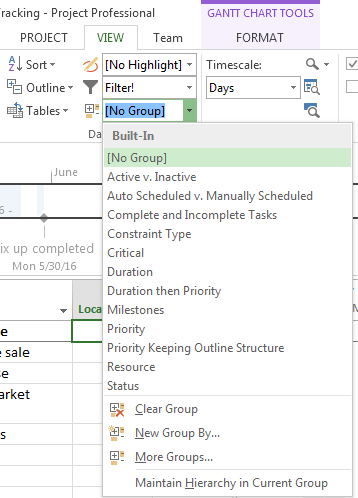 Tracking - Project Professional
GANTT CHART TOOLS
PROJECT VIEW Team FORMAT
Sort [No Highlight] Timescale:
Outline Filter! Days
Tables [No Group]
Da
Built-In
[No Group]
Active v. Inactive
Auto Scheduled v. Manually Scheduled
Complete and Incomplete Tasks
Constraint Type
Critical
Duration
Duration then Priority
Milestones
Priority
Priority Keeping Outline Structure
Resource
Status
Clear Group
New Group By...
More Groups...
Maintain Hierarchy in Current Group
June
6 -
ix up completed
Mon 5/30/16
Loca
e
e sale
se
arket
s